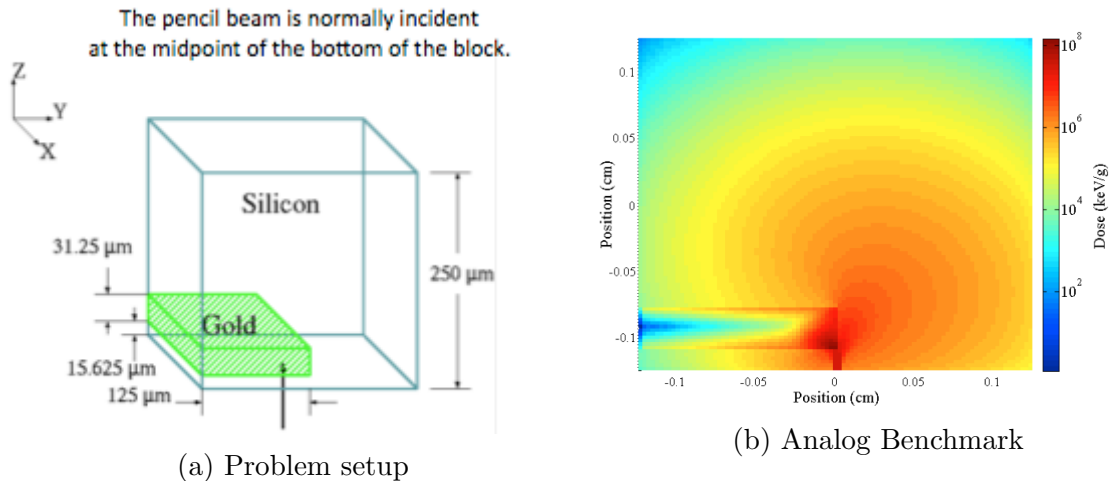 The pencil beam is normally incident
at the midpoint of the bottom of the block.
Z
Y
X
Silicon
31.25 μm
250 μm
Gold
15.625 μm
125 μm
(a) Problem setup
0.1
0.05
0
-0.05
-0.1
Position (cm)
-0.1
-0.05
0
0.05
0.1
Position (cm)
10^8
10^6
10^4
10^2
Dose (keV/g)
(b) Analog Benchmark